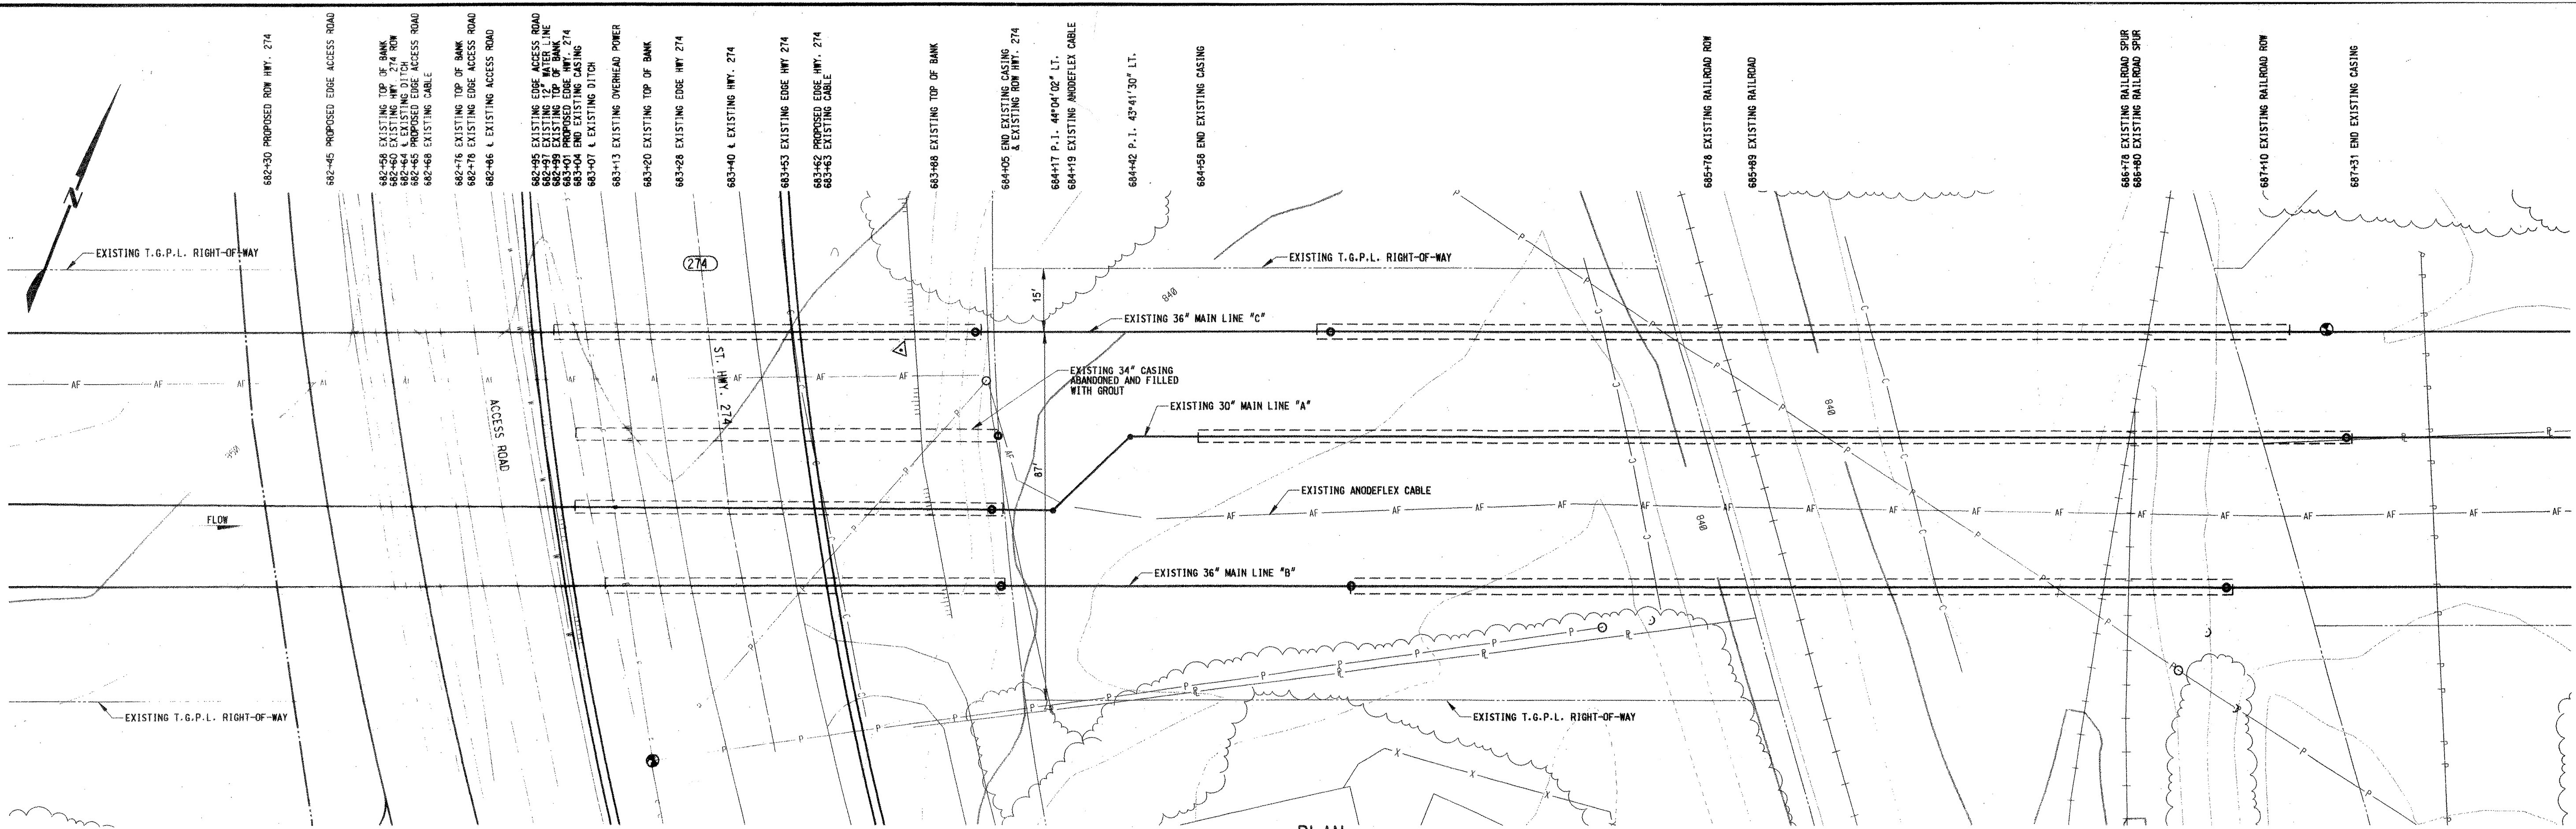 682+30 PROPOSED ROW HWY. 274
682+45 PROPOSED EDGE ACCESS ROAD
682+58 EXISTING TOP OF BANK
682+60 EXISTING HWY. 274 ROW
682+64 ℄ EXISTING DITCH
682+65 PROPOSED EDGE ACCESS ROAD
682+68 EXISTING CABLE
682+76 EXISTING TOP OF BANK
682+78 EXISTING EDGE ACCESS ROAD
682+86 ℄ EXISTING ACCESS ROAD
682+95 EXISTING EDGE ACCESS ROAD
682+97 EXISTING 12" WATER LINE
682+99 EXISTING TOP OF BANK
683+01 PROPOSED EDGE HWY. 274
683+04 END EXISTING CASING
683+07 ℄ EXISTING DITCH
683+13 EXISTING OVERHEAD POWER
683+20 EXISTING TOP OF BANK
683+28 EXISTING EDGE HWY 274
683+40 ℄ EXISTING HWY. 274
683+53 EXISTING EDGE HWY 274
683+62 PROPOSED EDGE HWY. 274
683+63 EXISTING CABLE
683+88 EXISTING TOP OF BANK
684+05 END EXISTING CASING
& EXISTING ROW HWY. 274
684+17 P.I. 44°04'02" LT.
684+19 EXISTING ANODEFLEX CABLE
684+42 P.I. 43°41'30" LT.
684+58 END EXISTING CASING
685+78 EXISTING RAILROAD ROW
685+89 EXISTING RAILROAD
686+78 EXISTING RAILROAD SPUR
686+80 EXISTING RAILROAD SPUR
687+10 EXISTING RAILROAD ROW
687+31 END EXISTING CASING
N
EXISTING T.G.P.L. RIGHT-OF-WAY
274
EXISTING T.G.P.L. RIGHT-OF-WAY
15'
840
EXISTING 36" MAIN LINE "C"
ST. HWY. 274
EXISTING 34" CASING
ABANDONED AND FILLED
WITH GROUT
ACCESS ROAD
EXISTING 30" MAIN LINE "A"
840
87'
EXISTING ANODEFLEX CABLE
840
FLOW
EXISTING 36" MAIN LINE "B"
EXISTING T.G.P.L. RIGHT-OF-WAY
EXISTING T.G.P.L. RIGHT-OF-WAY
PLAN